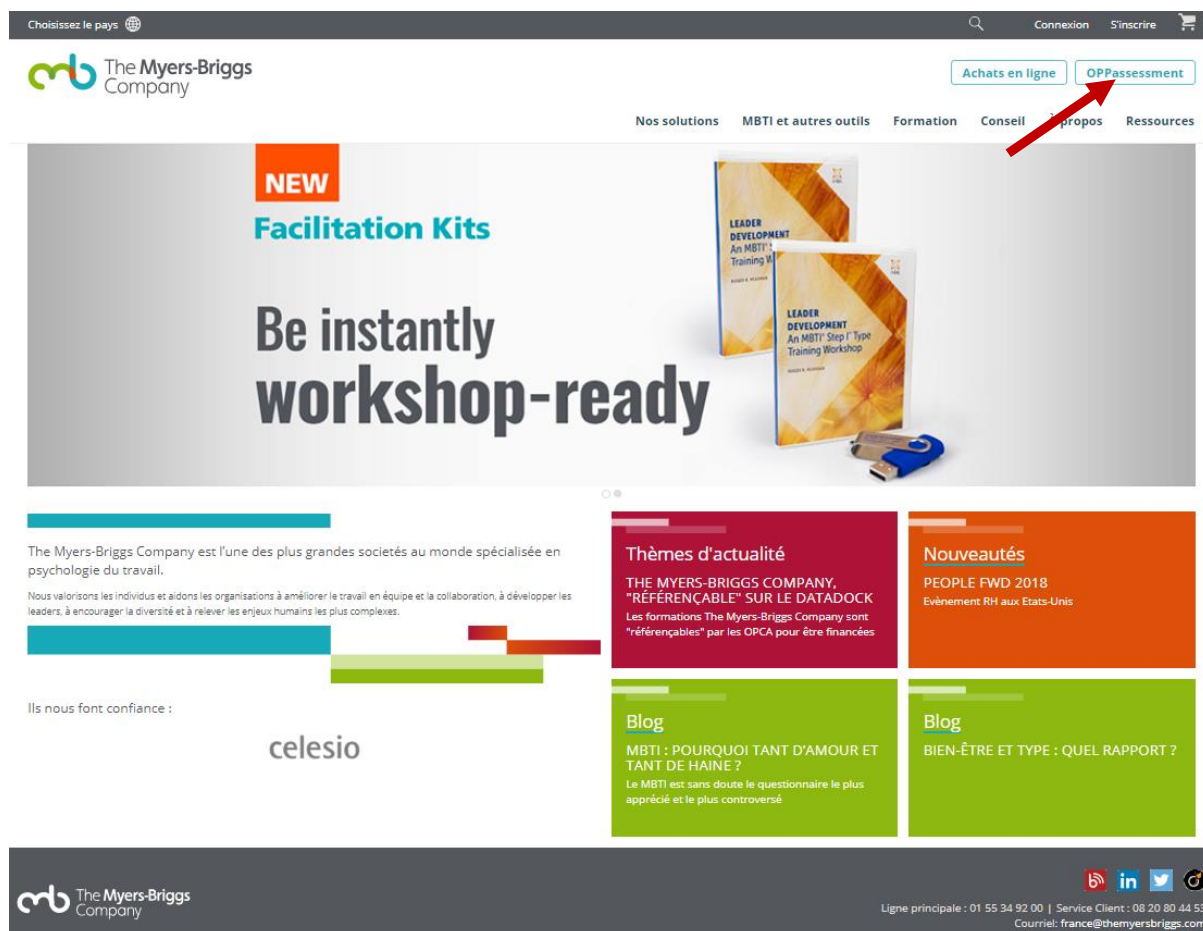 Choisissez le pays
Connexion S'inscrire
The Myers-Briggs
Company
Achats en ligne OPPassessment
Nos solutions MBTI et autres outils Formation Conseil À propos Ressources
NEW
Facilitation Kits
Be instantly
workshop-ready
LEADER
DEVELOPMENT
An MBTI®
Training
LEADER
DEVELOPMENT
An MBTI® Step I™ Type
Training Workshop
The Myers-Briggs Company est l'une des plus grandes societés au monde spécialisée en
psychologie du travail.
Nous valorisons les individus et aidons les organisations à améliorer le travail en équipe et la collaboration, à développer les
leaders, à encourager la diversité et à relever les enjeux humains les plus complexes.
Ils nous font confiance :
celesio
Thèmes d'actualité
THE MYERS-BRIGGS COMPANY,
"RÉFÉRENÇABLE" SUR LE DATADOCK
Les formations The Myers-Briggs Company sont
"référençables" par les OPCA pour être financées
Nouveautés
PEOPLE FWD 2018
Evènement RH aux Etats-Unis
Blog
MBTI : POURQUOI TANT D'AMOUR ET
TANT DE HAINE ?
Le MBTI est sans doute le questionnaire le plus
apprécié et le plus controversé
Blog
BIEN-ÊTRE ET TYPE : QUEL RAPPORT ?
The Myers-Briggs
Company
Ligne principale : 01 55 34 92 00 | Service Client : 08 20 80 44 53
Courriel: france@themyersbriggs.com